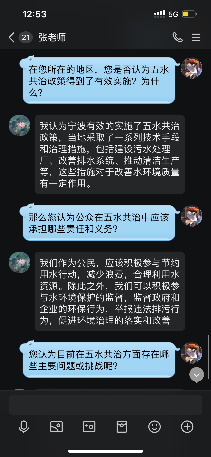 12:53
5G
21 张老师
在您所在的地区，您是否认为五水
共治政策得到了有效实施？为什
么？
我认为宁波有效的实施了五水共治
政策，当地采取了一系列技术手段
和治理措施。包括建设污水处理
厂、改善排水系统、推动清洁生产
等，这些措施对于改善水环境质量
有一定作用。
那么您认为公众在五水共治中应该
承担哪些责任和义务？
我们作为公民，应该积极参与节约
用水行动，减少浪费，合理利用水
资源。除此之外，我们可以积极参
与水环境保护的监督，监督政府和
企业的环保行为，举报违法排污行
为，促进环境治理的落实和改善
您认为目前在五水共治方面存在哪
些主要问题或挑战呢？